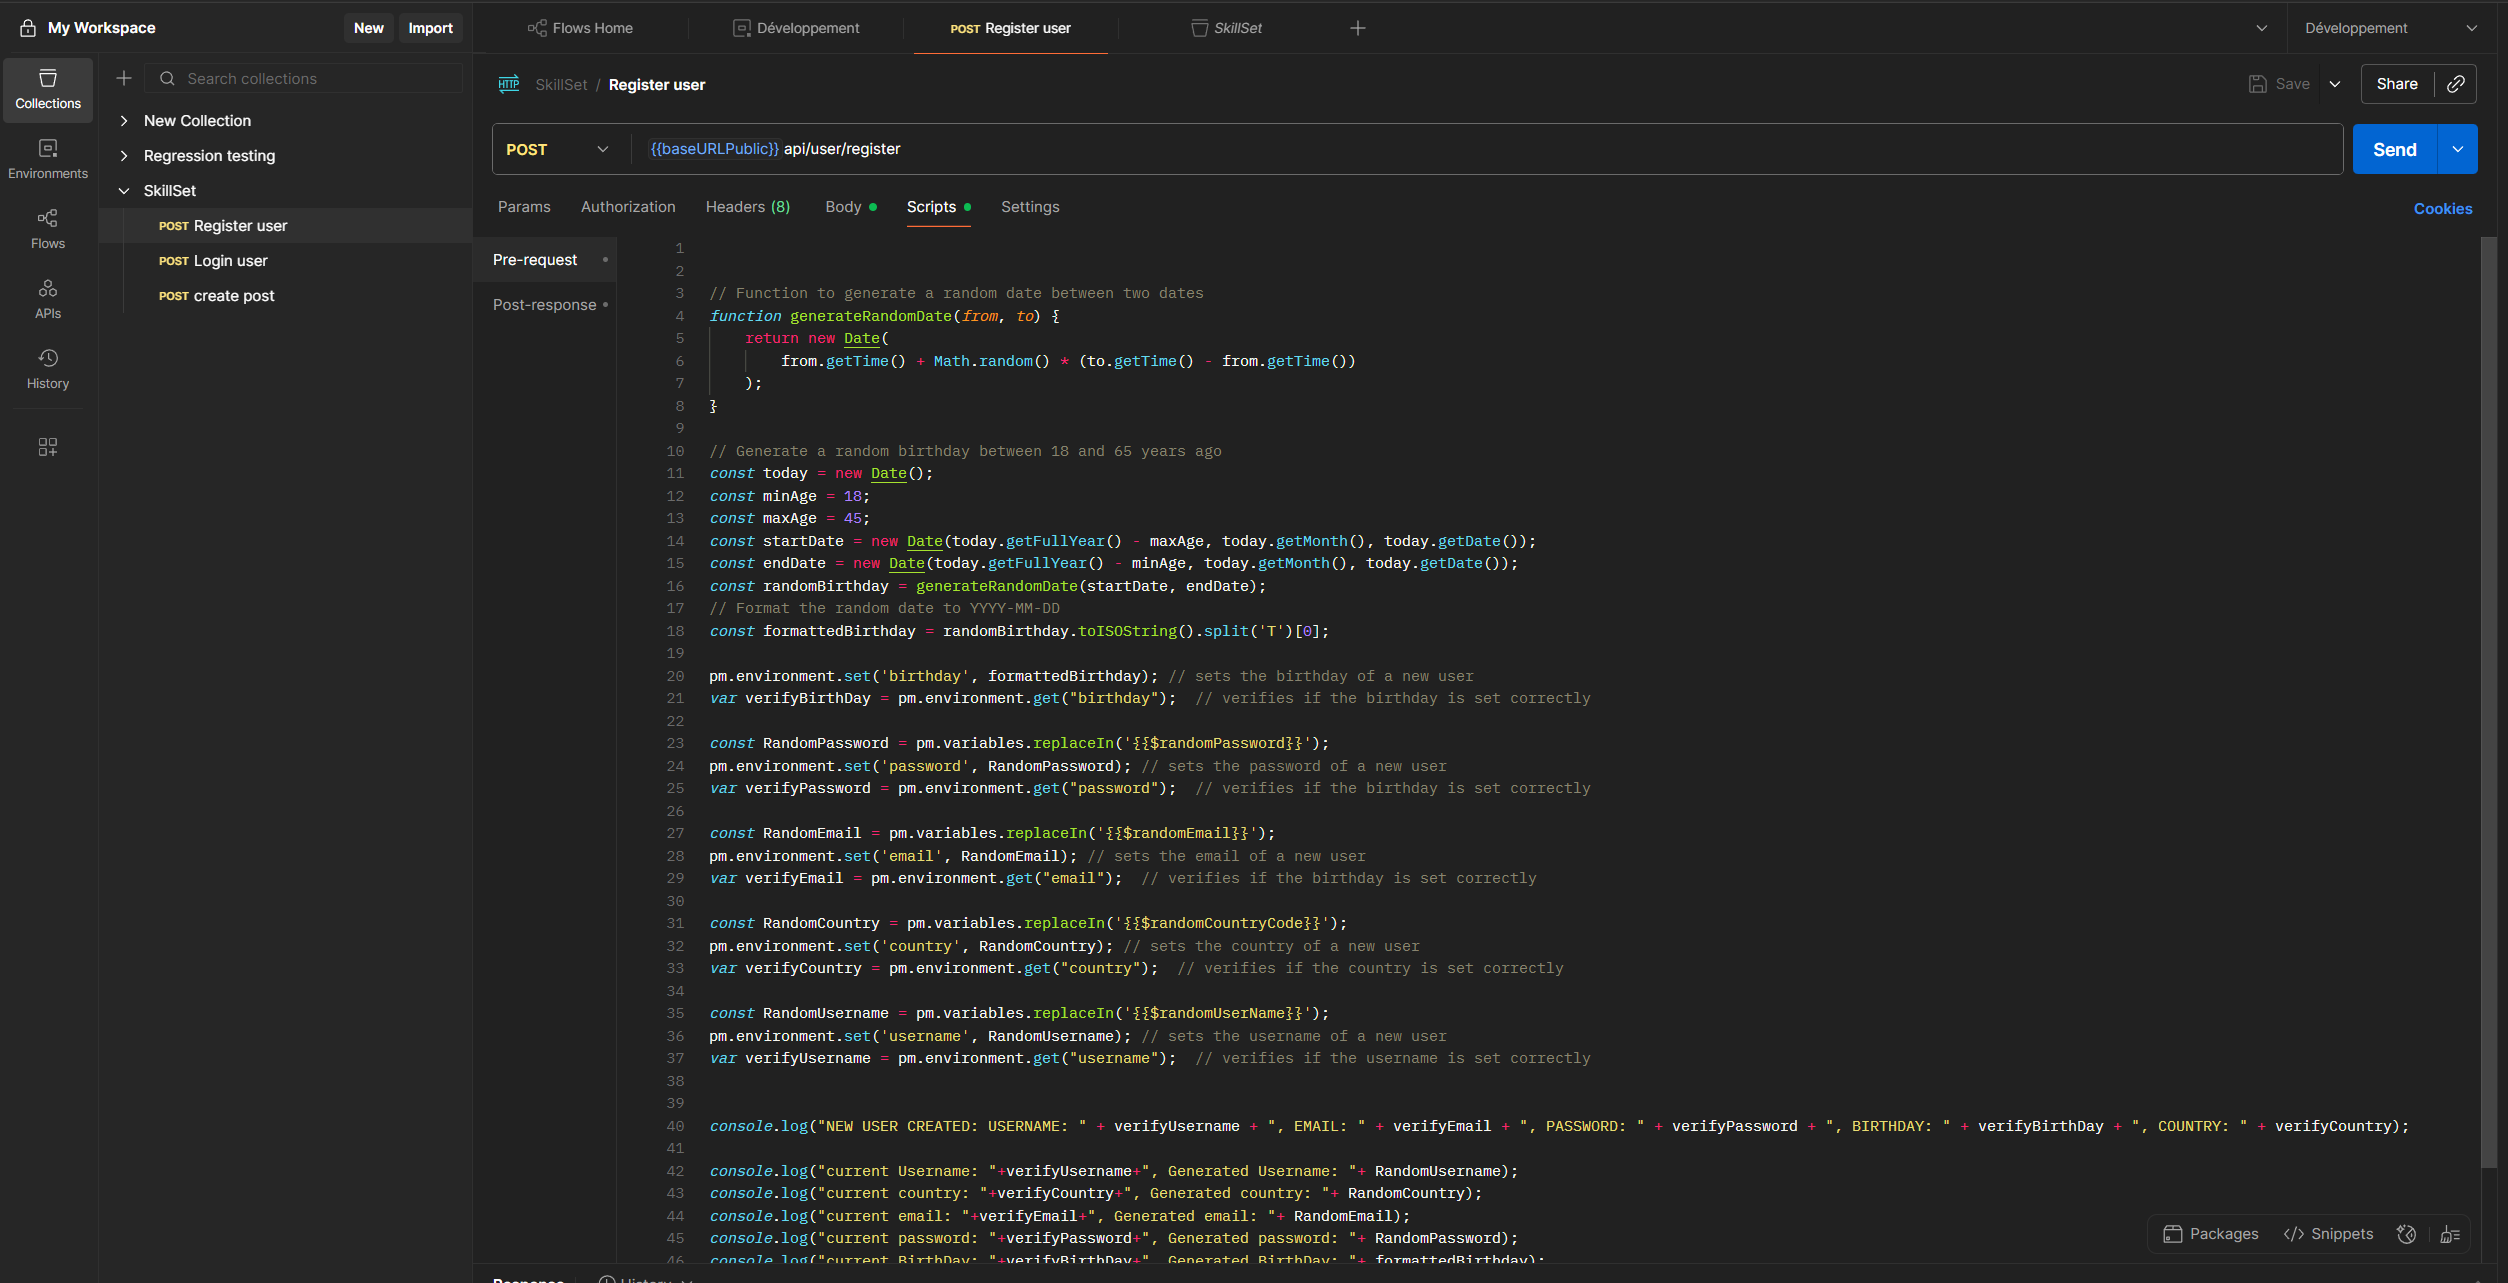 My Workspace
New
Import
Flows Home
Développement
POST Register user
SkillSet
Développement
Collections
Environments
Flows
APIs
History
Search collections
New Collection
Regression testing
SkillSet
POST Register user
POST Login user
POST create post
HTTP SkillSet / Register user
Save
Share
POST
{{baseURLPublic}} api/user/register
Send
Params
Authorization
Headers (8)
Body
Scripts
Settings
Cookies
Pre-request
Post-response
1
2
3 // Function to generate a random date between two dates
4 function generateRandomDate(from, to) {
5 return new Date(
6 from.getTime() + Math.random() * (to.getTime() - from.getTime())
7 );
8 }
9
10 // Generate a random birthday between 18 and 65 years ago
11 const today = new Date();
12 const minAge = 18;
13 const maxAge = 45;
14 const startDate = new Date(today.getFullYear() - maxAge, today.getMonth(), today.getDate());
15 const endDate = new Date(today.getFullYear() - minAge, today.getMonth(), today.getDate());
16 const randomBirthday = generateRandomDate(startDate, endDate);
17 // Format the random date to YYYY-MM-DD
18 const formattedBirthday = randomBirthday.toISOString().split('T')[0];
19
20 pm.environment.set('birthday', formattedBirthday); // sets the birthday of a new user
21 var verifyBirthDay = pm.environment.get("birthday"); // verifies if the birthday is set correctly
22
23 const RandomPassword = pm.variables.replaceIn('{{$randomPassword}}');
24 pm.environment.set('password', RandomPassword); // sets the password of a new user
25 var verifyPassword = pm.environment.get("password"); // verifies if the birthday is set correctly
26
27 const RandomEmail = pm.variables.replaceIn('{{$randomEmail}}');
28 pm.environment.set('email', RandomEmail); // sets the email of a new user
29 var verifyEmail = pm.environment.get("email"); // verifies if the birthday is set correctly
30
31 const RandomCountry = pm.variables.replaceIn('{{$randomCountryCode}}');
32 pm.environment.set('country', RandomCountry); // sets the country of a new user
33 var verifyCountry = pm.environment.get("country"); // verifies if the country is set correctly
34
35 const RandomUsername = pm.variables.replaceIn('{{$randomUserName}}');
36 pm.environment.set('username', RandomUsername); // sets the username of a new user
37 var verifyUsername = pm.environment.get("username"); // verifies if the username is set correctly
38
39
40 console.log("NEW USER CREATED: USERNAME: " + verifyUsername + ", EMAIL: " + verifyEmail + ", PASSWORD: " + verifyPassword + ", BIRTHDAY: " + verifyBirthDay + ", COUNTRY: " + verifyCountry);
41
42 console.log("current Username: "+verifyUsername+", Generated Username: "+ RandomUsername);
43 console.log("current country: "+verifyCountry+", Generated country: "+ RandomCountry);
44 console.log("current email: "+verifyEmail+", Generated email: "+ RandomEmail);
45 console.log("current password: "+verifyPassword+", Generated password: "+ RandomPassword);
46 console.log("current BirthDay: "+verifyBirthDay+", Generated BirthDay: "+ formattedBirthday);
Packages
Snippets
Response
History